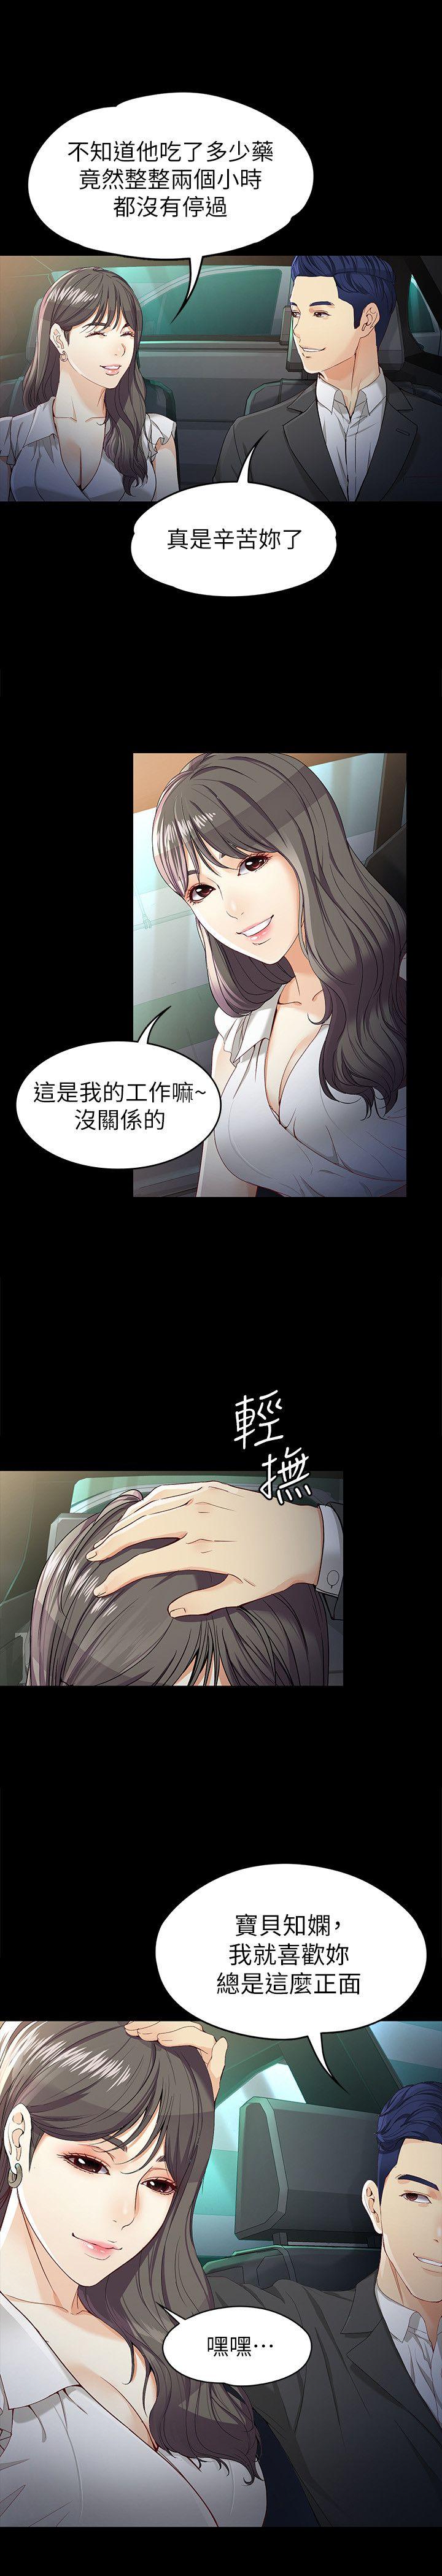 不知道他吃了多少藥
竟然整整兩個小時
都沒有停過
真是辛苦妳了
這是我的工作嘛~
沒關係的
輕
撫
寶貝知嫻，
我就喜歡妳
總是這麼正面
嘿嘿⋯